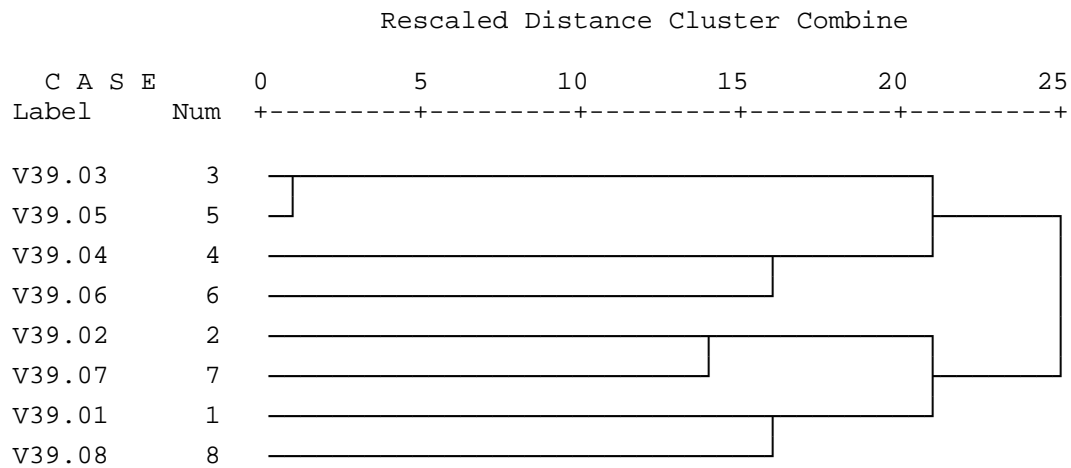 Rescaled Distance Cluster Combine
C A S E 0 5 10 15 20 25
Label Num +---------+---------+---------+---------+---------+
V39.03 3
V39.05 5
V39.04 4
V39.06 6
V39.02 2
V39.07 7
V39.01 1
V39.08 8